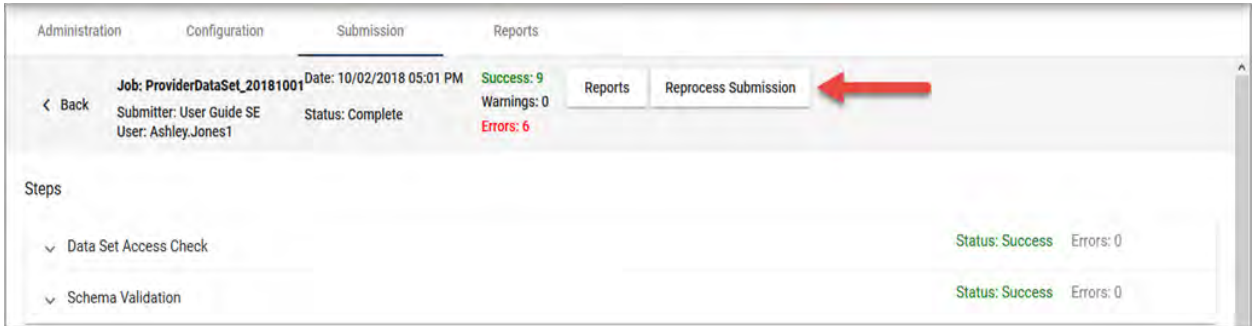 Administration Configuration Submission Reports
Back
Job: ProviderDataSet_20181001
Submitter: User Guide SE
User: Ashley.Jones1
Date: 10/02/2018 05:01 PM
Status: Complete
Success: 9
Warnings: 0
Errors: 6
Reports
Reprocess Submission
Steps
Data Set Access Check Status: Success Errors: 0
Schema Validation Status: Success Errors: 0